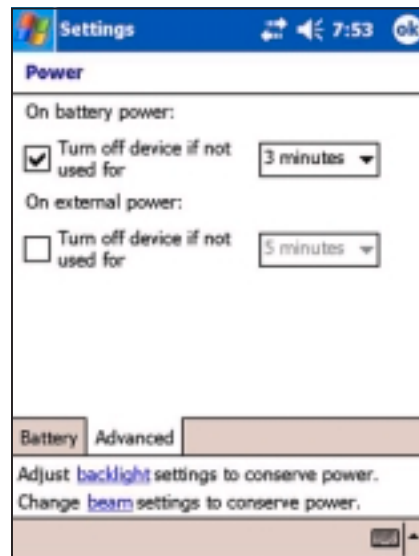 Settings 7:53 ok
Power
On battery power:
Turn off device if not
used for
3 minutes
On external power:
Turn off device if not
used for
5 minutes
Battery Advanced
Adjust backlight settings to conserve power.
Change beam settings to conserve power.